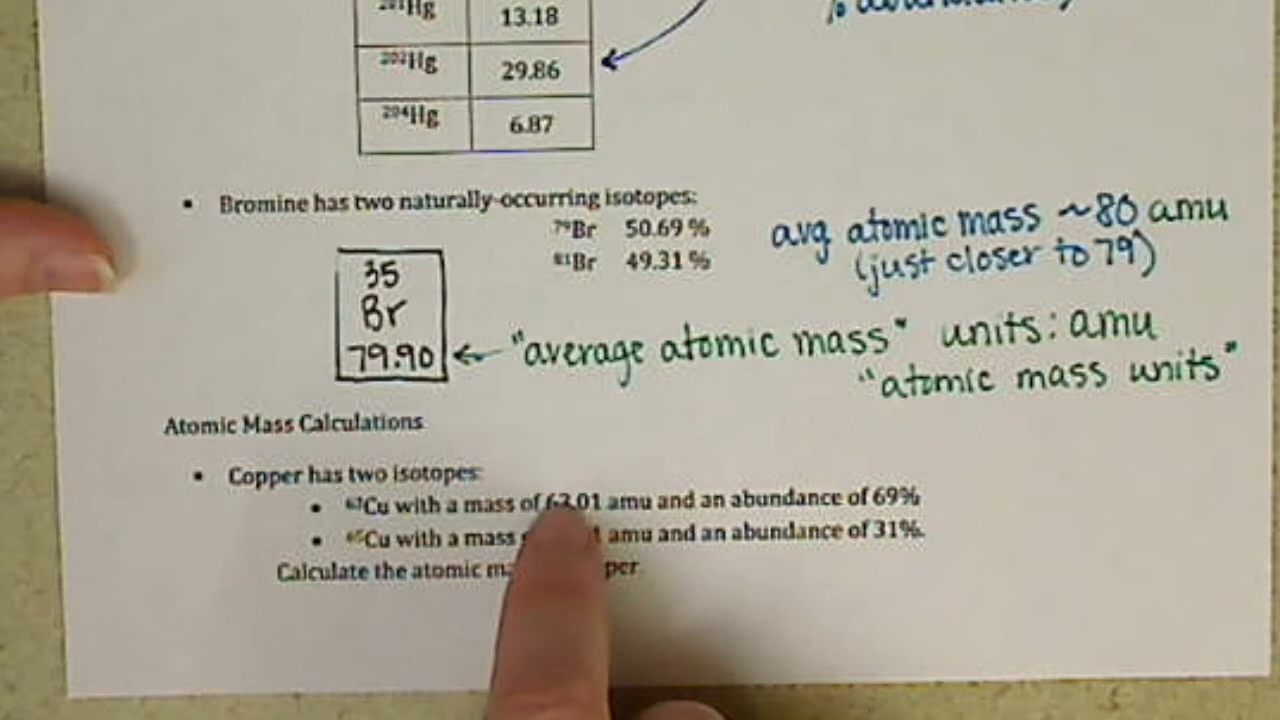 Hg 13.18
202Hg 29.86
204Hg 6.87
• Bromine has two naturally-occurring isotopes:
79Br 50.69 %
81Br 49.31 %
avg atomic mass ~80 amu
(just closer to 79)
35
Br
79.90
"average atomic mass" units: amu
"atomic mass units"
Atomic Mass Calculations
• Copper has two isotopes:
• 63Cu with a mass of 63.01 amu and an abundance of 69%
• 65Cu with a mass amu and an abundance of 31%.
Calculate the atomic